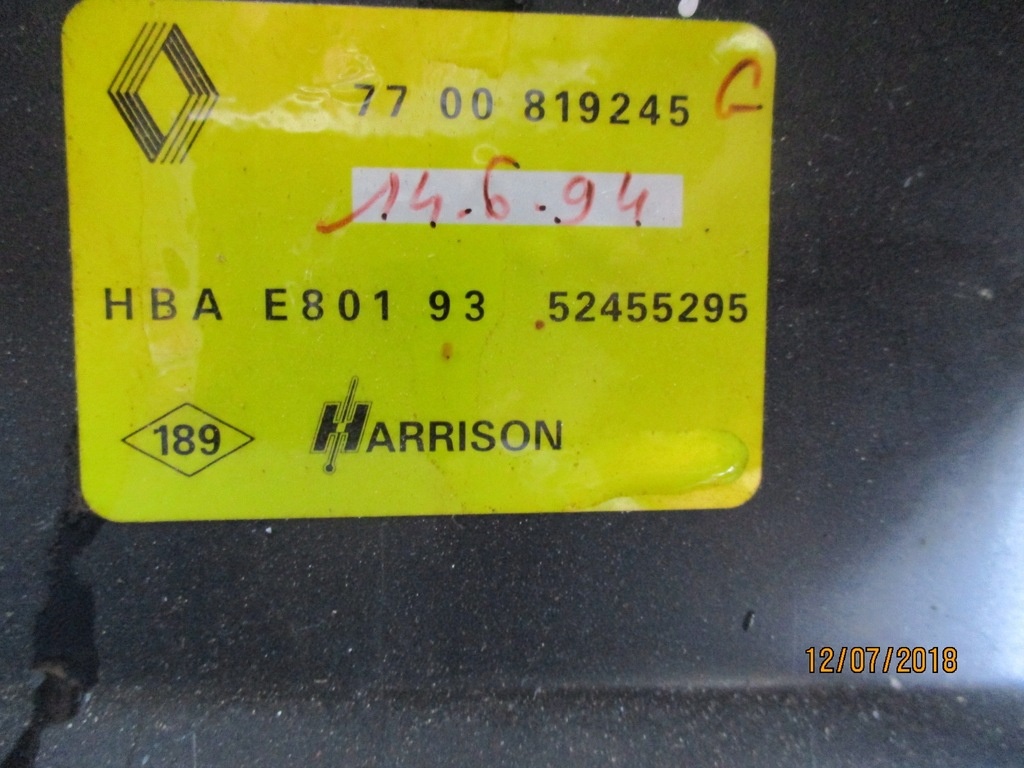 77 00 819245 G
14.6.94
HBA E801 93 52455295
189 HARRISON
12/07/2018